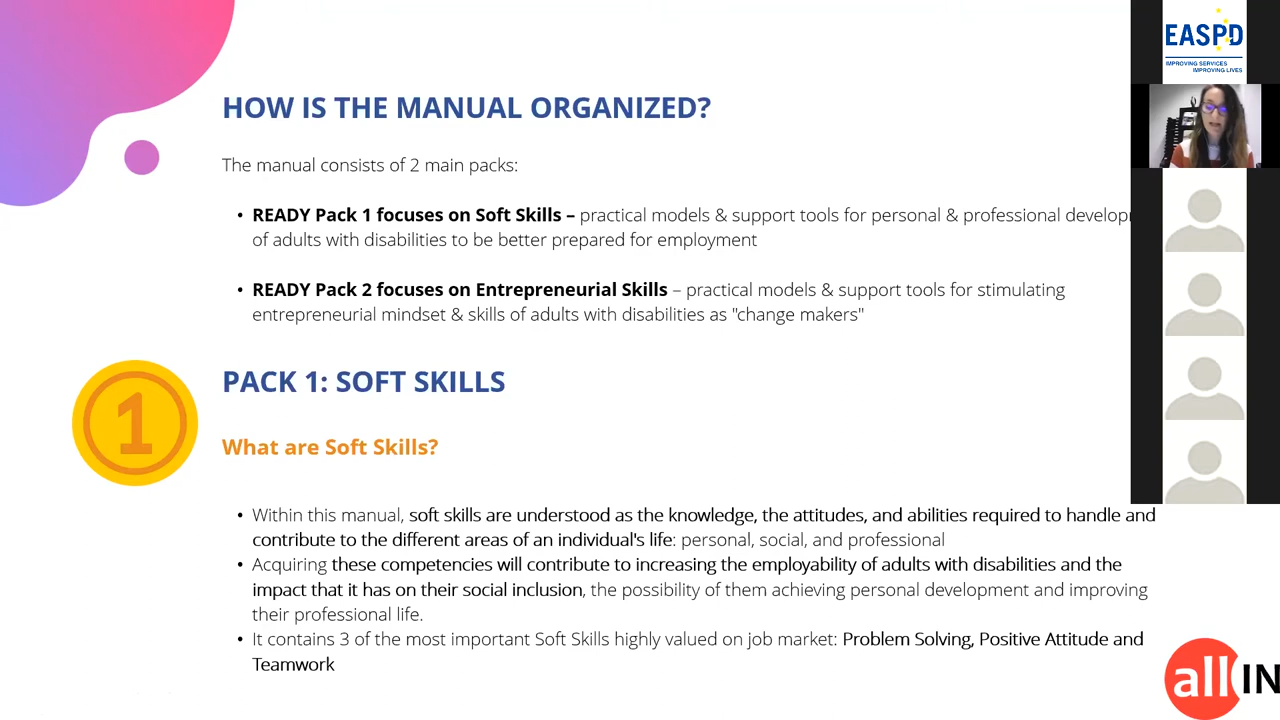 EASPD
IMPROVING SERVICES
IMPROVING LIVES
HOW IS THE MANUAL ORGANIZED?
The manual consists of 2 main packs:
• READY Pack 1 focuses on Soft Skills – practical models & support tools for personal & professional
of adults with disabilities to be better prepared for employment
• READY Pack 2 focuses on Entrepreneurial Skills – practical models & support tools for stimulating
entrepreneurial mindset & skills of adults with disabilities as "change makers"
1
PACK 1: SOFT SKILLS
What are Soft Skills?
• Within this manual, soft skills are understood as the knowledge, the attitudes, and abilities required to handle and
contribute to the different areas of an individual's life: personal, social, and professional
• Acquiring these competencies will contribute to increasing the employability of adults with disabilities and the
impact that it has on their social inclusion, the possibility of them achieving personal development and improving
their professional life.
• It contains 3 of the most important Soft Skills highly valued on job market: Problem Solving, Positive Attitude and
Teamwork
all IN